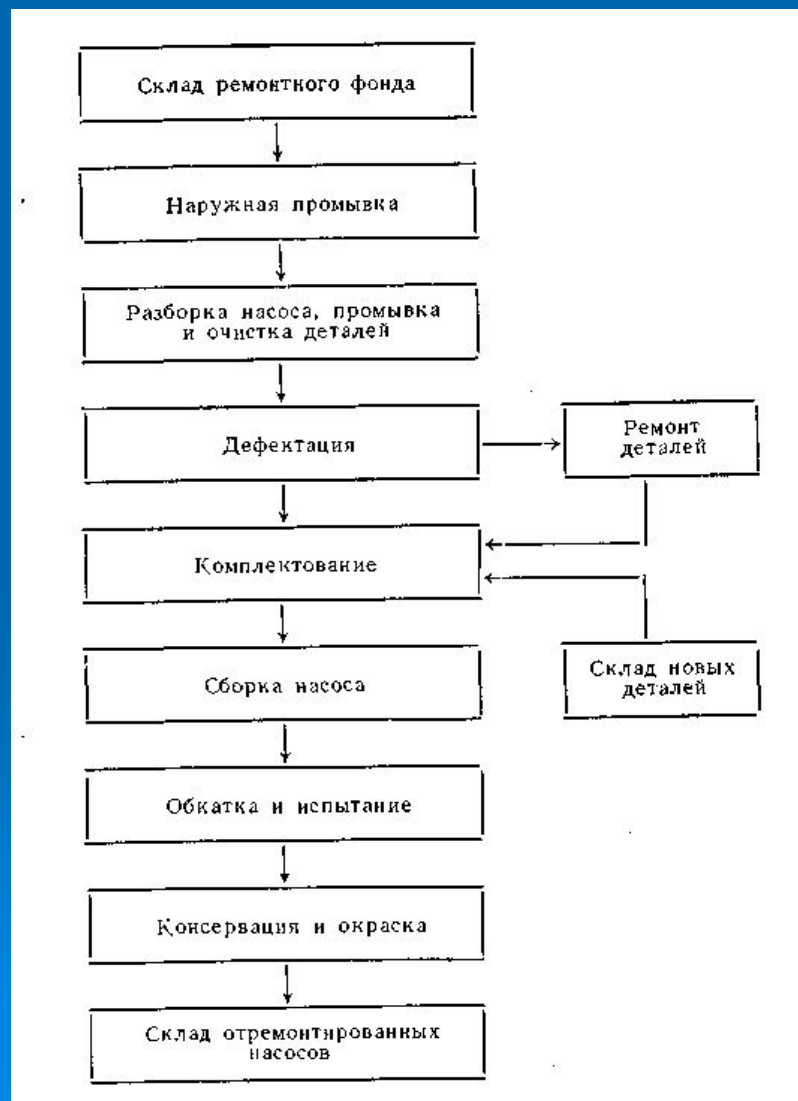 Склад ремонтного фонда
Наружная промывка
Разборка насоса, промывка
и очистка деталей
Дефектация
Ремонт
деталей
Комплектование
Сборка насоса
Склад новых
деталей
Обкатка и испытание
Консервация и окраска
Склад отремонтированных
насосов